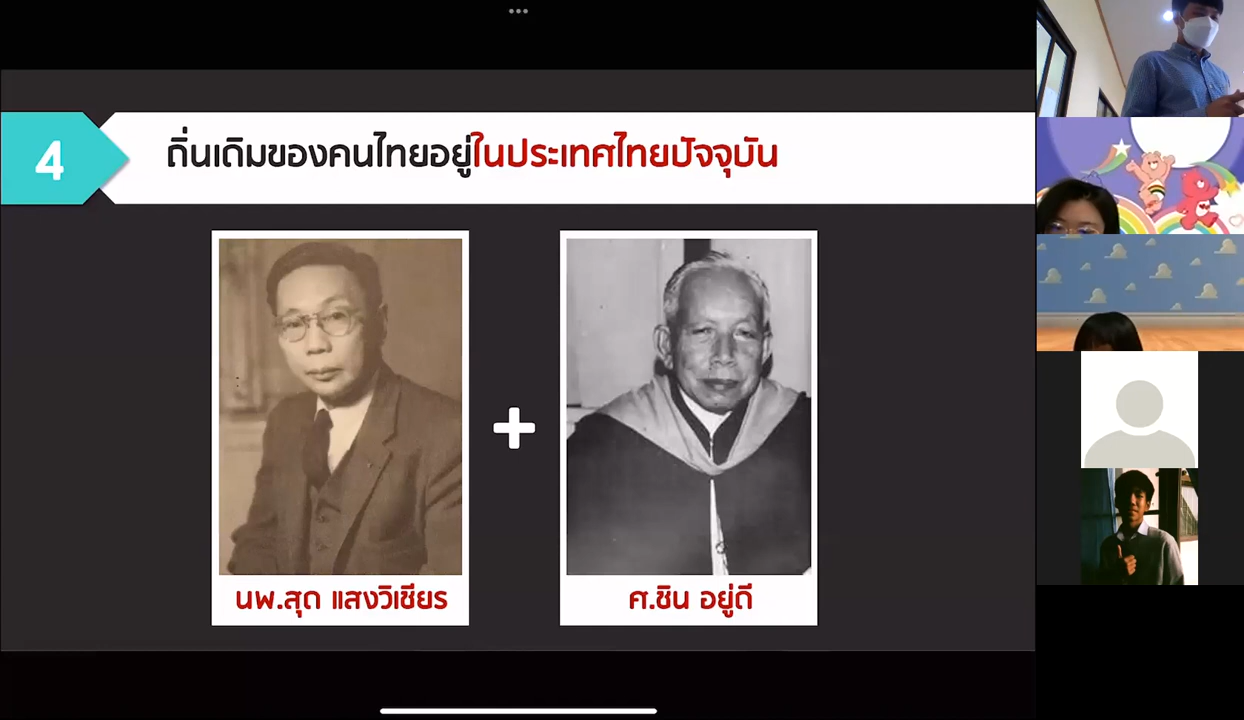 4
ถิ่นเดิมของคนไทยอยู่ในประเทศไทยปัจจุบัน
+
นพ.สุด แสงวิเชียร
ศ.ชิน อยู่ดี